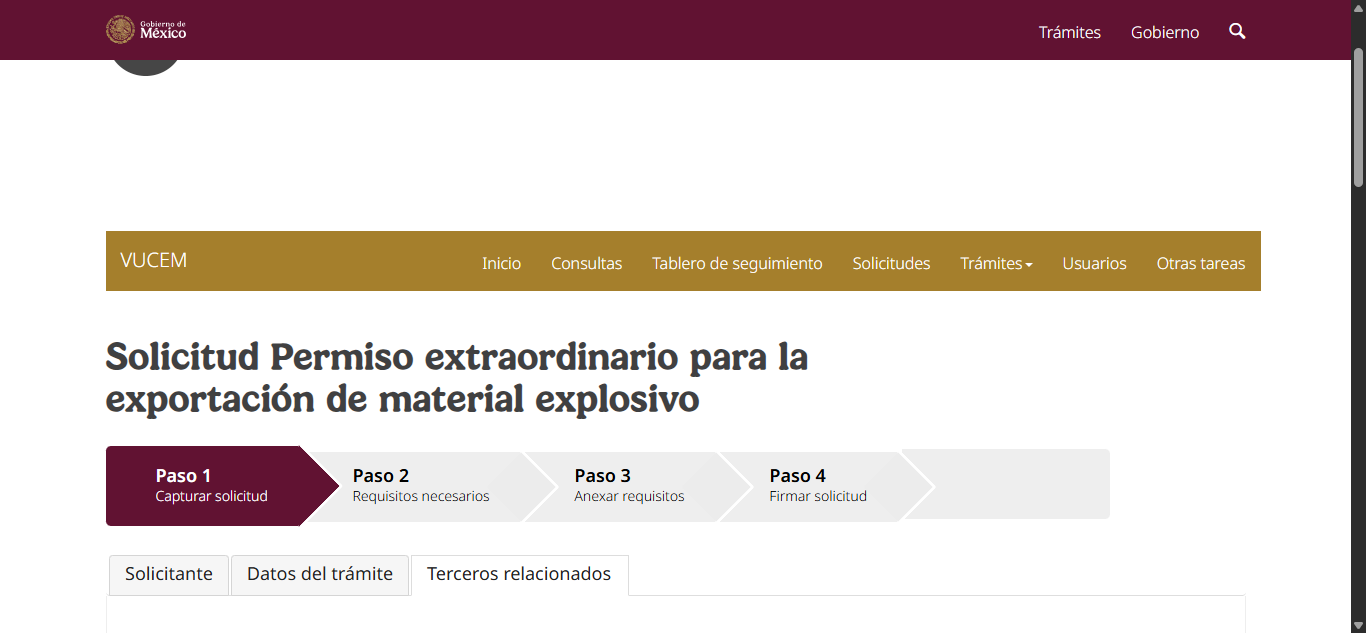 Gobierno de
México
Trámites
Gobierno
VUCEM
Inicio
Consultas
Tablero de seguimiento
Solicitudes
Trámites
Usuarios
Otras tareas
Solicitud Permiso extraordinario para la
exportación de material explosivo
Paso 1
Capturar solicitud
Paso 2
Requisitos necesarios
Paso 3
Anexar requisitos
Paso 4
Firmar solicitud
Solicitante
Datos del trámite
Terceros relacionados